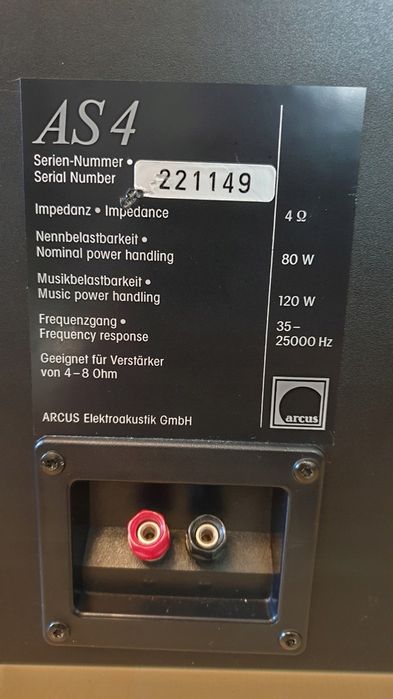 AS 4
Serien-Nummer •
Serial Number 221149
Impedanz • Impedance 4 Ω
Nennbelastbarkeit •
Nominal power handling 80 W
Musikbelastbarkeit •
Music power handling 120 W
Frequenzgang • 35–
Frequency response 25000 Hz
Geeignet für Verstärker
von 4–8 Ohm
ARCUS Elektroakustik GmbH
arcus